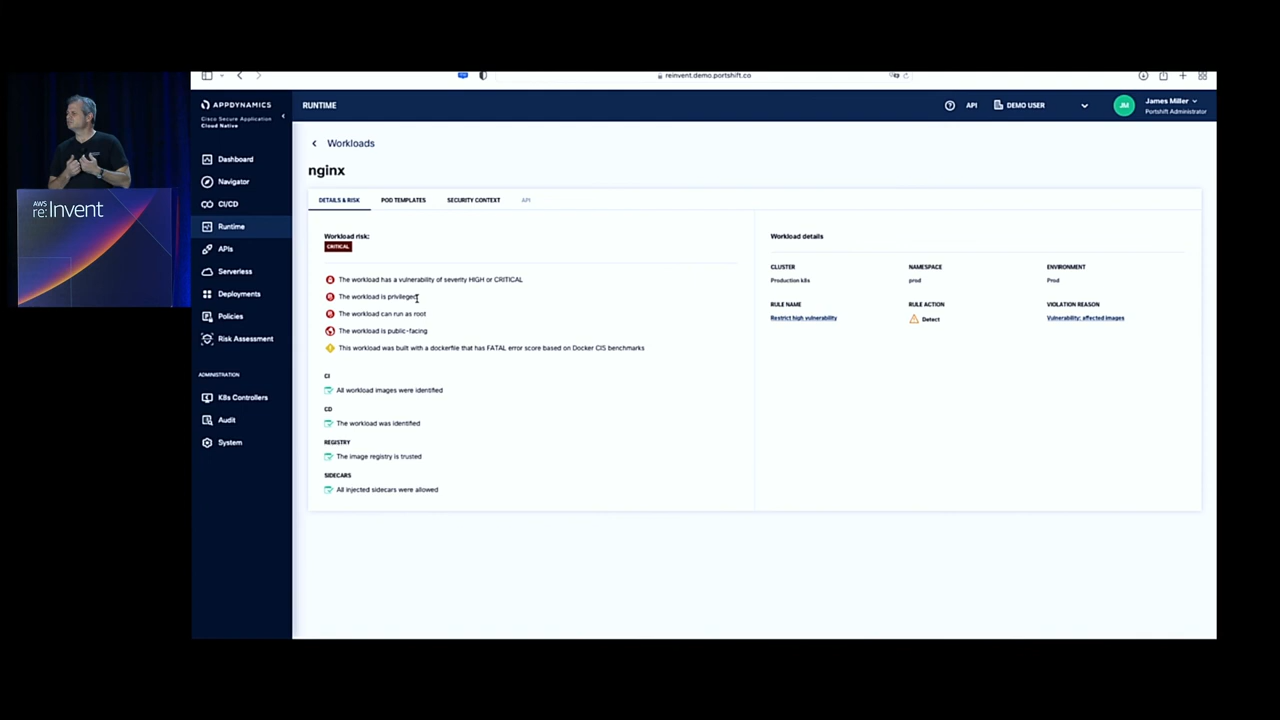 reinvent.demo.portshift.co
APPDYNAMICS
Cisco Secure Application
Cloud Native
RUNTIME
API
DEMO USER
JM
James Miller
Portshift Administrator
Dashboard
Navigator
CI/CD
Runtime
APIs
Serverless
Deployments
Policies
Risk Assessment
ADMINISTRATION
K8s Controllers
Audit
System
Workloads
nginx
DETAILS & RISK
POD TEMPLATES
SECURITY CONTEXT
API
Workload risk:
CRITICAL
The workload has a vulnerability of severity HIGH or CRITICAL
The workload is privileged
The workload can run as root
The workload is public-facing
This workload was built with a dockerfile that has FATAL error score based on Docker CIS benchmarks
CI
All workload images were identified
CD
The workload was identified
REGISTRY
The image registry is trusted
SIDECARS
All injected sidecars were allowed
Workload details
CLUSTER
NAMESPACE
ENVIRONMENT
Production k8s
prod
Prod
RULE NAME
RULE ACTION
VIOLATION REASON
Restrict high vulnerability
Detect
Vulnerability: affected images
AWS
re:Invent